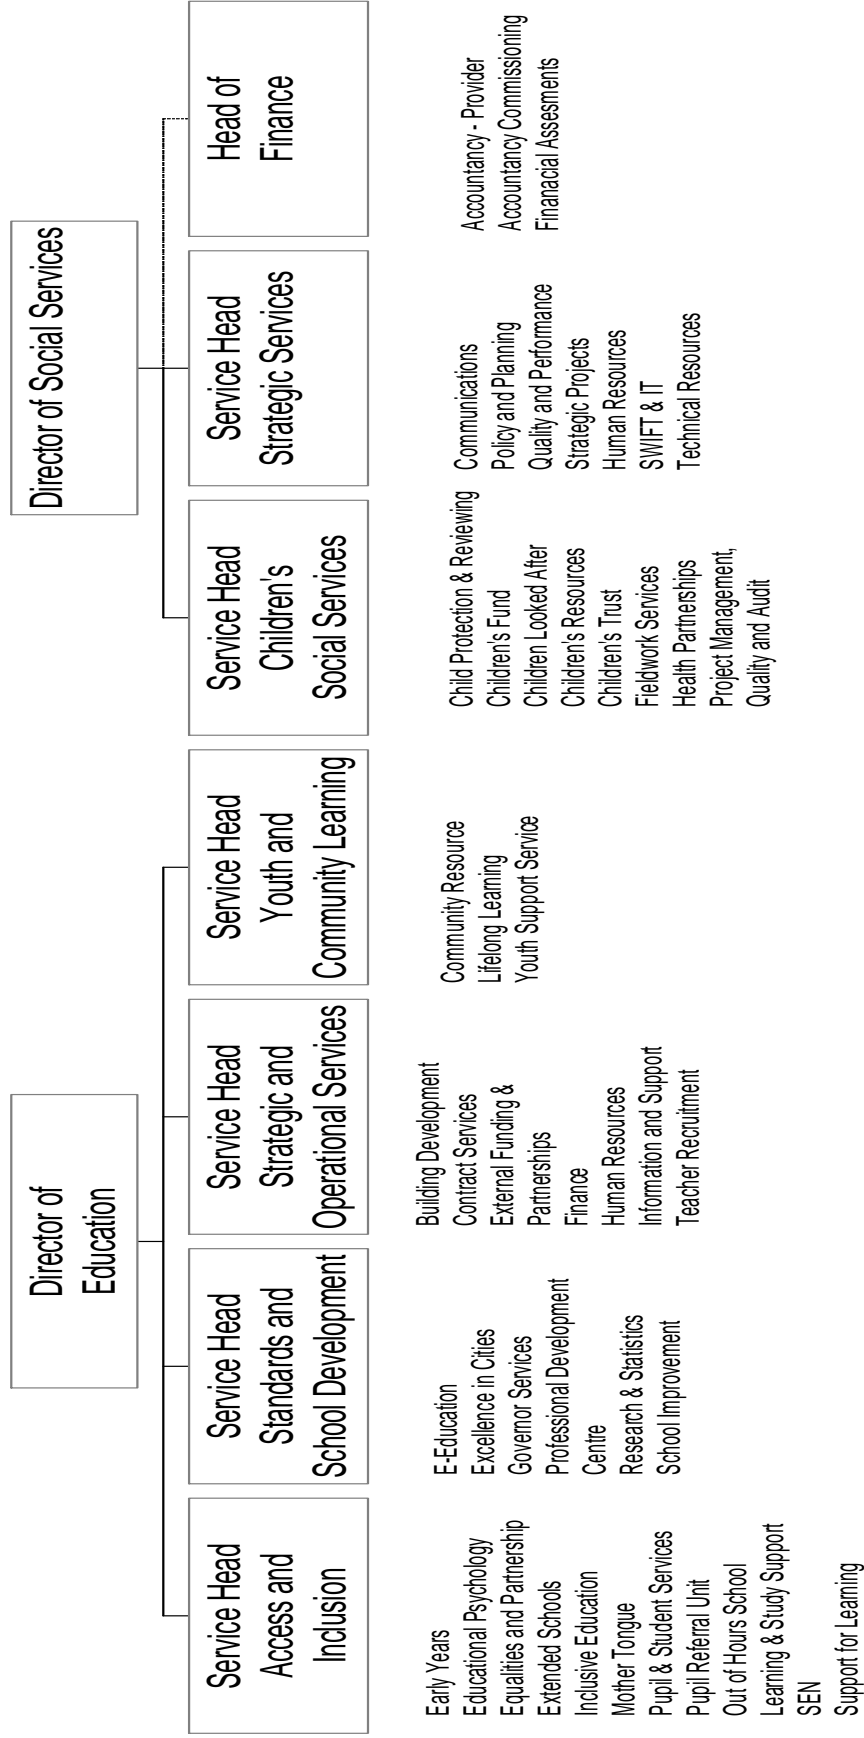 Director of
Education
Director of Social Services
Service Head
Access and
Inclusion
Service Head
Standards and
School Development
Service Head
Strategic and
Operational Services
Service Head
Youth and
Community Learning
Service Head
Children's
Social Services
Service Head
Strategic Services
Head of
Finance
Early Years
Educational Psychology
Equalities and Partnership
Extended Schools
Inclusive Education
Mother Tongue
Pupil & Student Services
Pupil Referral Unit
Out of Hours School
Learning & Study Support
SEN
Support for Learning
E-Education
Excellence in Cities
Governor Services
Professional Development
Centre
Research & Statistics
School Improvement
Building Development
Contract Services
External Funding &
Partnerships
Finance
Human Resources
Information and Support
Teacher Recruitment
Community Resource
Lifelong Learning
Youth Support Service
Child Protection & Reviewing
Children's Fund
Children Looked After
Children's Resources
Children's Trust
Fieldwork Services
Health Partnerships
Project Management,
Quality and Audit
Communications
Policy and Planning
Quality and Performance
Strategic Projects
Human Resources
SWIFT & IT
Technical Resources
Accountancy - Provider
Accountancy Commissioning
Finanacial Assesments